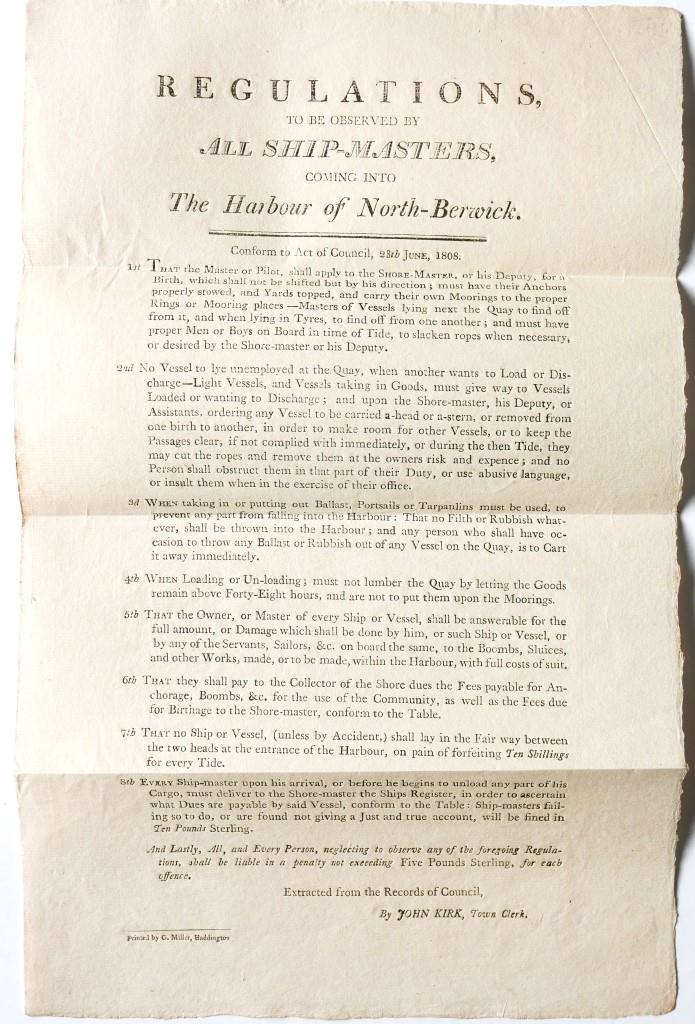 REGULATIONS,
TO BE OBSERVED BY
ALL SHIP-MASTERS,
COMING INTO
The Harbour of North-Berwick.
Conform to Act of Council, 28th JUNE, 1808.
1st THAT the Master or Pilot, shall apply to the SHORE-MASTER, or his Deputy, for a
Birth, which shall not be shifted but by his direction; must have their Anchors
properly stowed, and Yards topped, and carry their own Moorings to the proper
Rings or Mooring places—Masters of Vessels lying next the Quay to find off
from it, and when lying in Tyres, to find off from one another; and must have
proper Men or Boys on Board in time of Tide, to slacken ropes when necessary,
or desired by the Shore-master or his Deputy.
2nd No Vessel to lye unemployed at the Quay, when another wants to Load or Dis-
charge—Light Vessels, and Vessels taking in Goods, must give way to Vessels
Loaded or wanting to Discharge; and upon the Shore-master, his Deputy, or
Assistants, ordering any Vessel to be carried a-head or a-stern, or removed from
one birth to another, in order to make room for other Vessels, or to keep the
Passages clear, if not complied with immediately, or during the then Tide, they
may cut the ropes and remove them at the owners risk and expence; and no
Person shall obstruct them in that part of their Duty, or use abusive language,
or insult them when in the exercise of their office.
3d WHEN taking in or putting out Ballast, Portsails or Tarpanlins must be used, to
prevent any part from falling into the Harbour: That no Filth or Rubbish what-
ever, shall be thrown into the Harbour; and any person who shall have oc-
casion to throw any Ballast or Rubbish out of any Vessel on the Quay, is to Cart
it away immediately.
4th WHEN Loading or Un-loading; must not lumber the Quay by letting the Goods
remain above Forty-Eight hours, and are not to put them upon the Moorings.
5th THAT the Owner, or Master of every Ship or Vessel, shall be answerable for the
full amount, or Damage which shall be done by him, or such Ship or Vessel, or
by any of the Servants, Sailors, &c. on board the same, to the Boombs, Sluices,
and other Works, made, or to be made, within the Harbour, with full costs of suit.
6th THAT they shall pay to the Collector of the Shore dues the Fees payable for An-
chorage, Boombs, &c. for the use of the Community, as well as the Fees due
for Birthage to the Shore-master, conform to the Table.
7th THAT no Ship or Vessel, (unless by Accident,) shall lay in the Fair way between
the two heads at the entrance of the Harbour, on pain of forfeiting Ten Shillings
for every Tide.
8th EVERY Ship-master upon his arrival, or before he begins to unload any part of his
Cargo, must deliver to the Shore-master the Ships Register, in order to ascertain
what Dues are payable by said Vessel, conform to the Table: Ship-masters fail-
ing so to do, or are found not giving a Just and true account, will be fined in
Ten Pounds Sterling.
And Lastly, All, and Every Person, neglecting to observe any of the foregoing Regula-
tions, shall be liable in a penalty not exceeding Five Pounds Sterling, for each
offence.
Extracted from the Records of Council,
By JOHN KIRK, Town Clerk.
Printed by G. Miller, Haddington